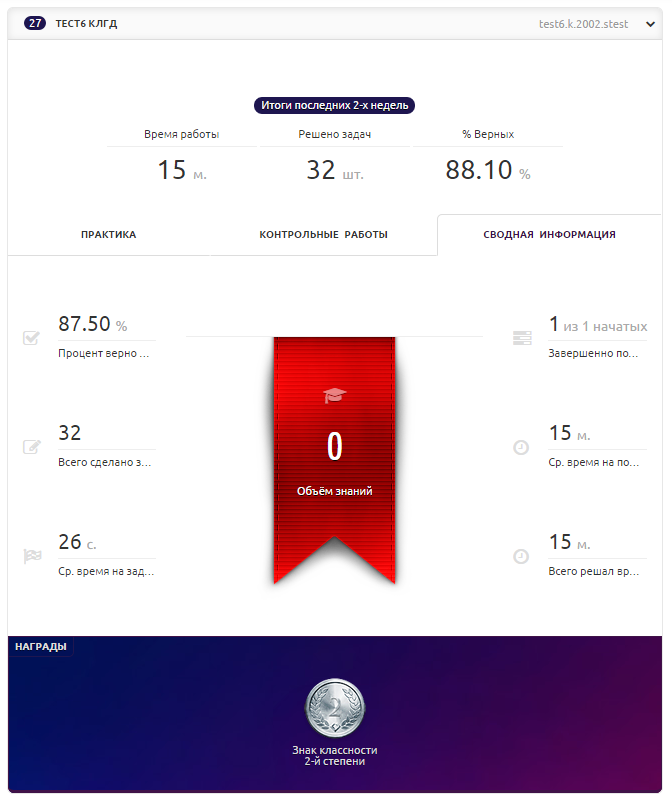 27 ТЕСТ6 КЛГД test6.k.2002.stest
Итоги последних 2-х недель
Время работы Решено задач % Верных
15 м. 32 шт. 88.10 %
ПРАКТИКА КОНТРОЛЬНЫЕ РАБОТЫ СВОДНАЯ ИНФОРМАЦИЯ
87.50 %
Процент верно ...
32
Всего сделано з...
26 с.
Ср. время на зад...
0
Объём знаний
1 из 1 начатых
Завершенно по...
15 м.
Ср. время на по...
15 м.
Всего решал вр...
НАГРАДЫ
2
Знак классности
2-й степени